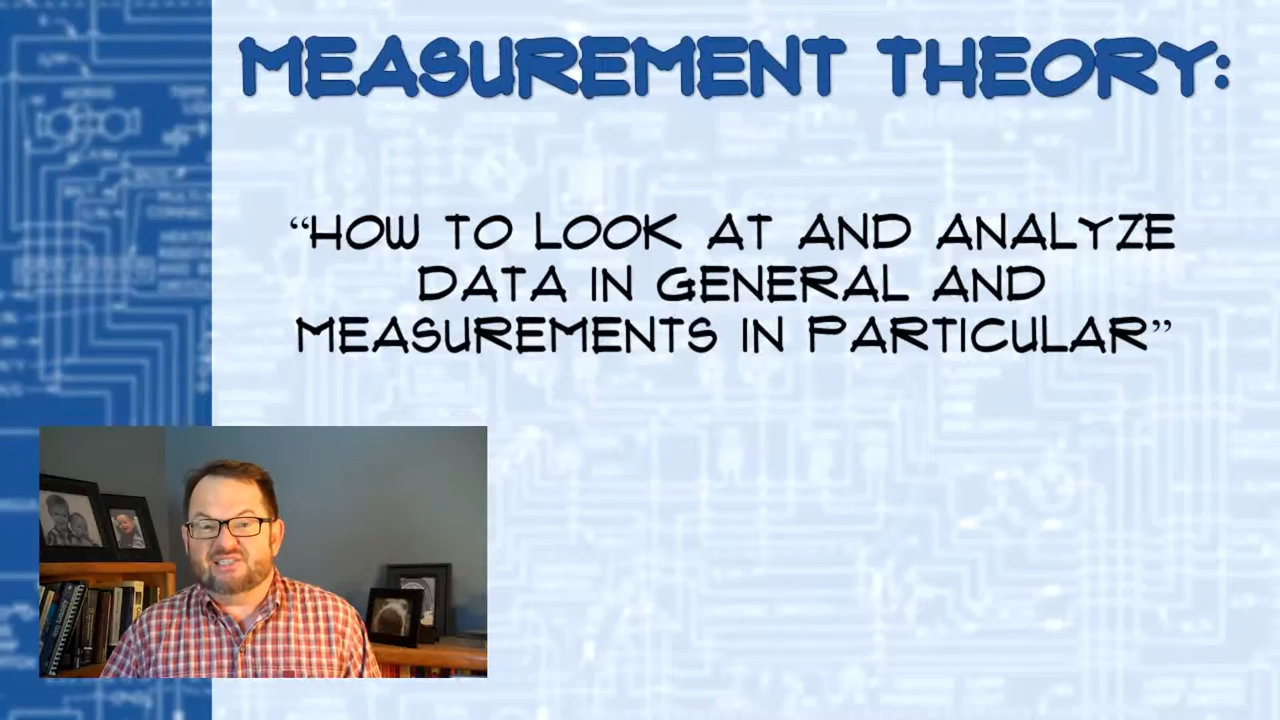 MEASUREMENT THEORY:
“HOW TO LOOK AT AND ANALYZE
DATA IN GENERAL AND
MEASUREMENTS IN PARTICULAR”